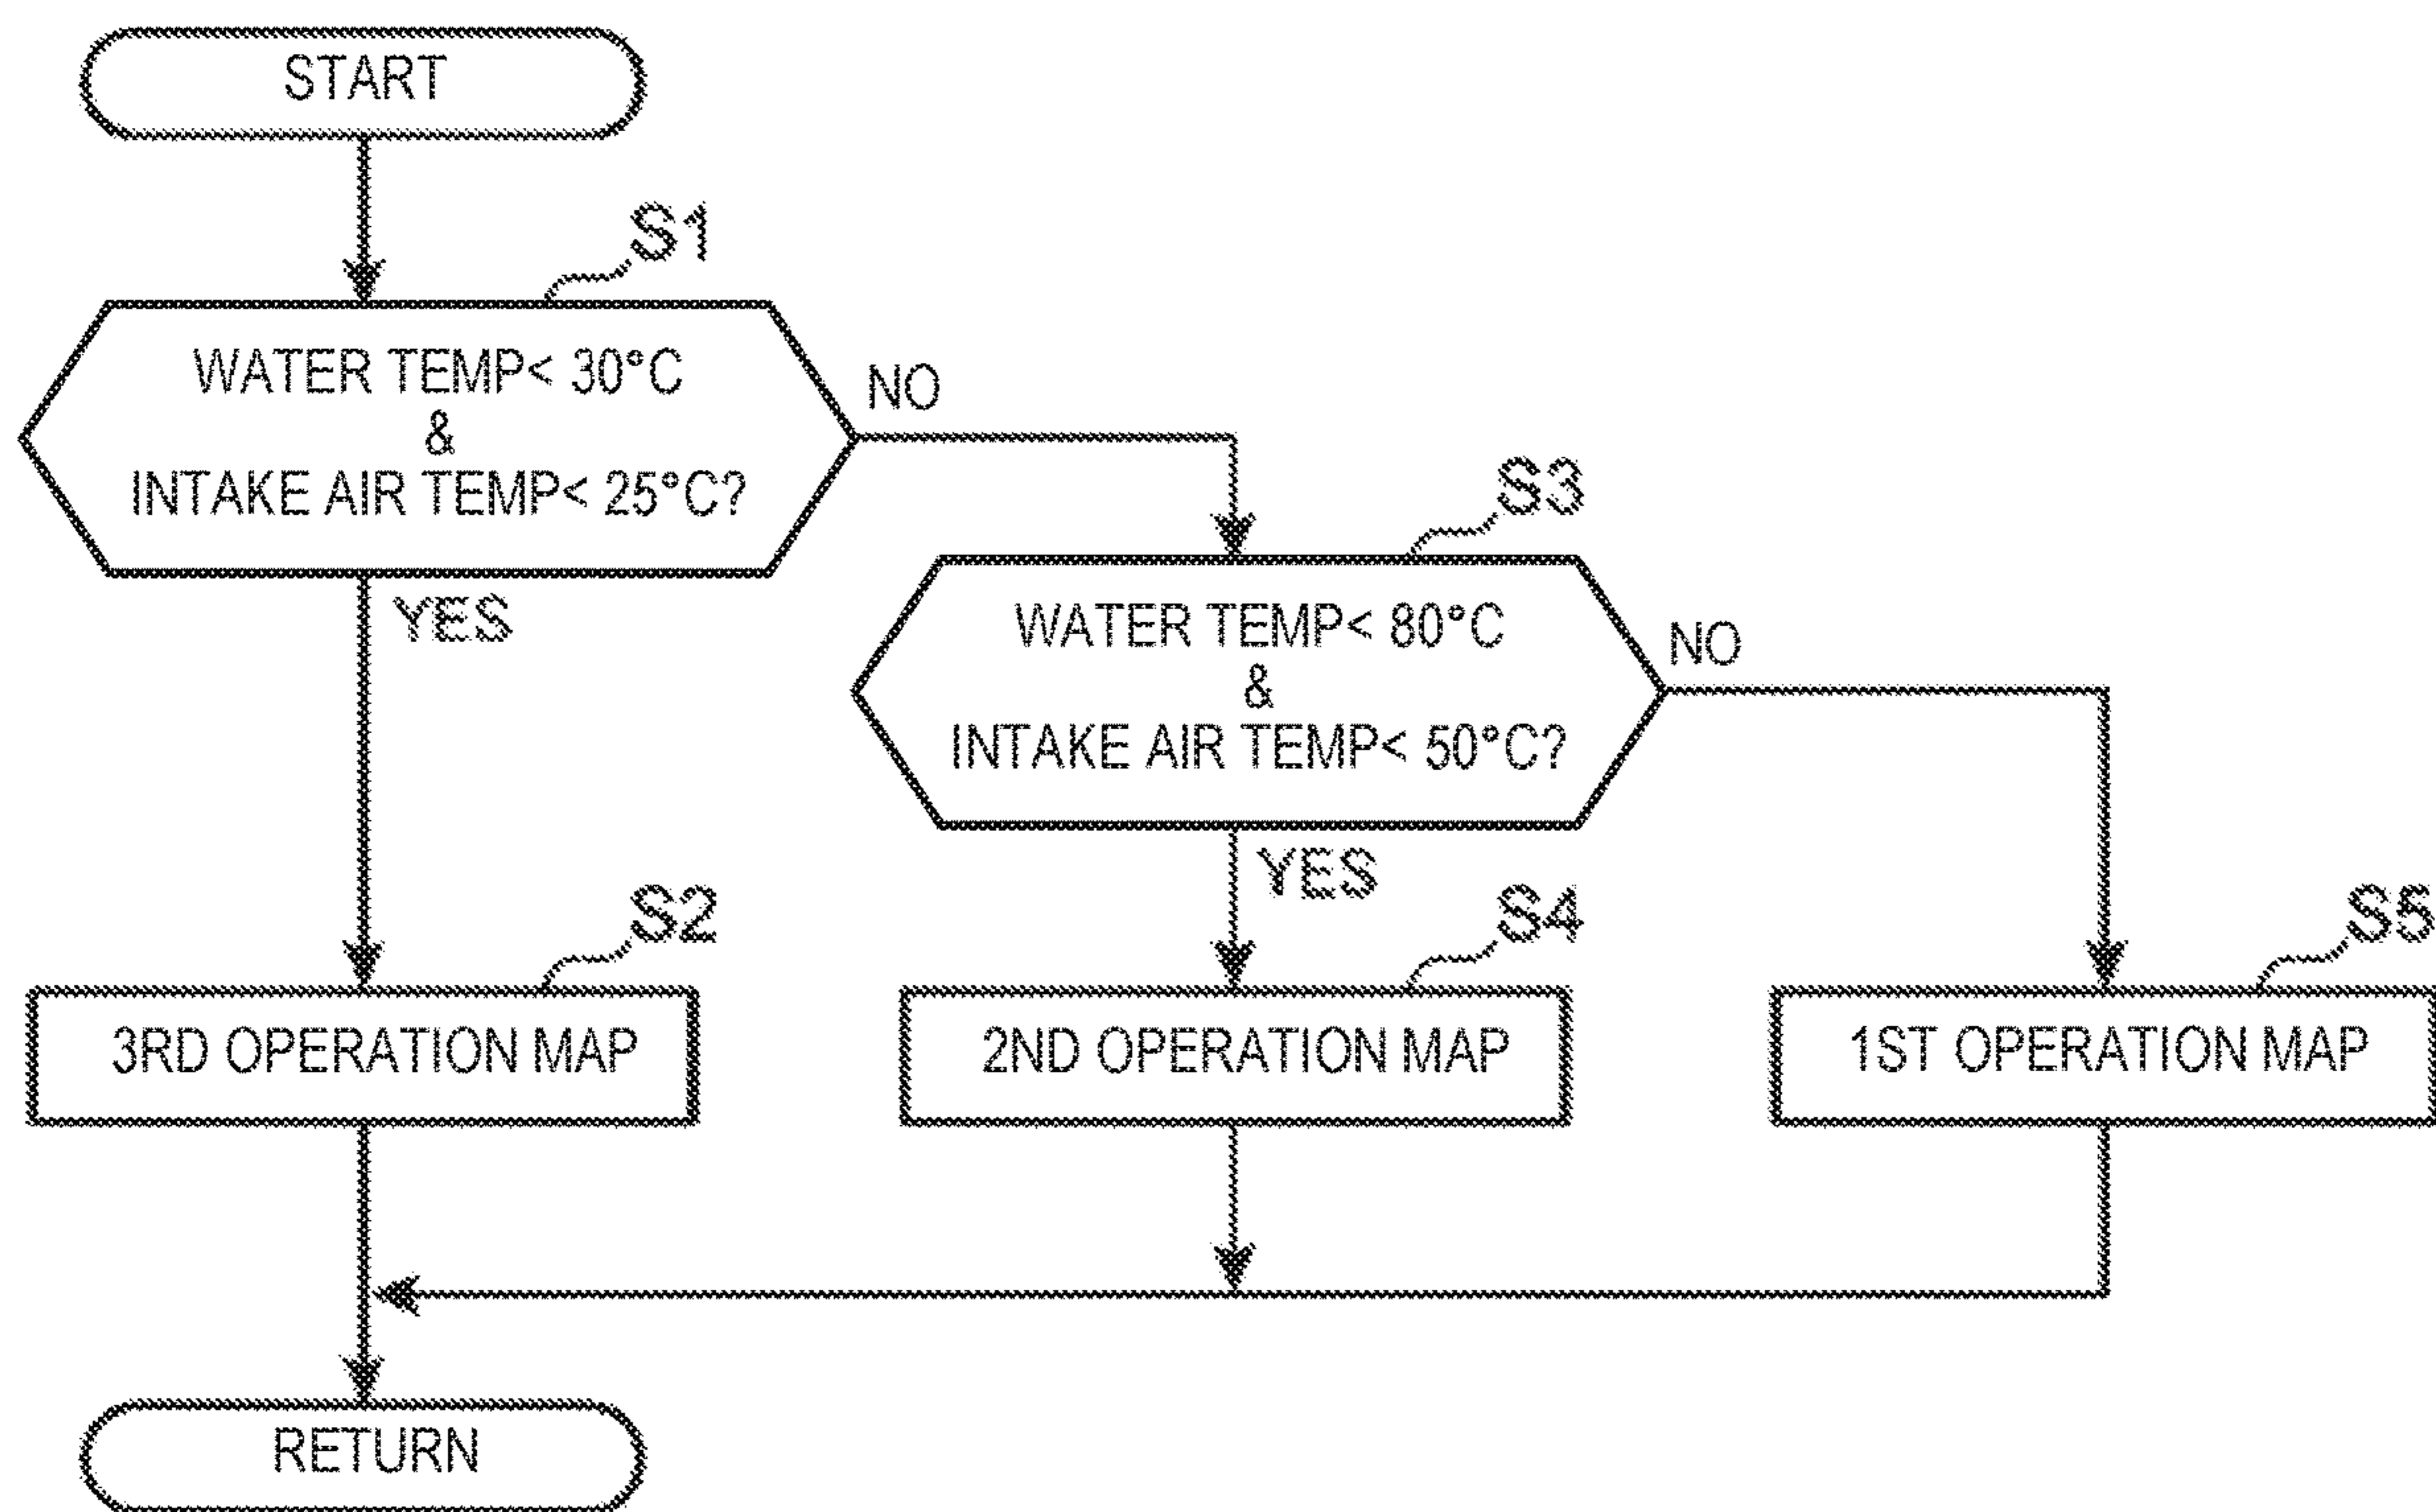 START
S1
WATER TEMP< 30°C
&
INTAKE AIR TEMP< 25°C?
NO
YES
S3
WATER TEMP< 80°C
&
INTAKE AIR TEMP< 50°C?
NO
YES
S2
3RD OPERATION MAP
S4
2ND OPERATION MAP
S5
1ST OPERATION MAP
RETURN